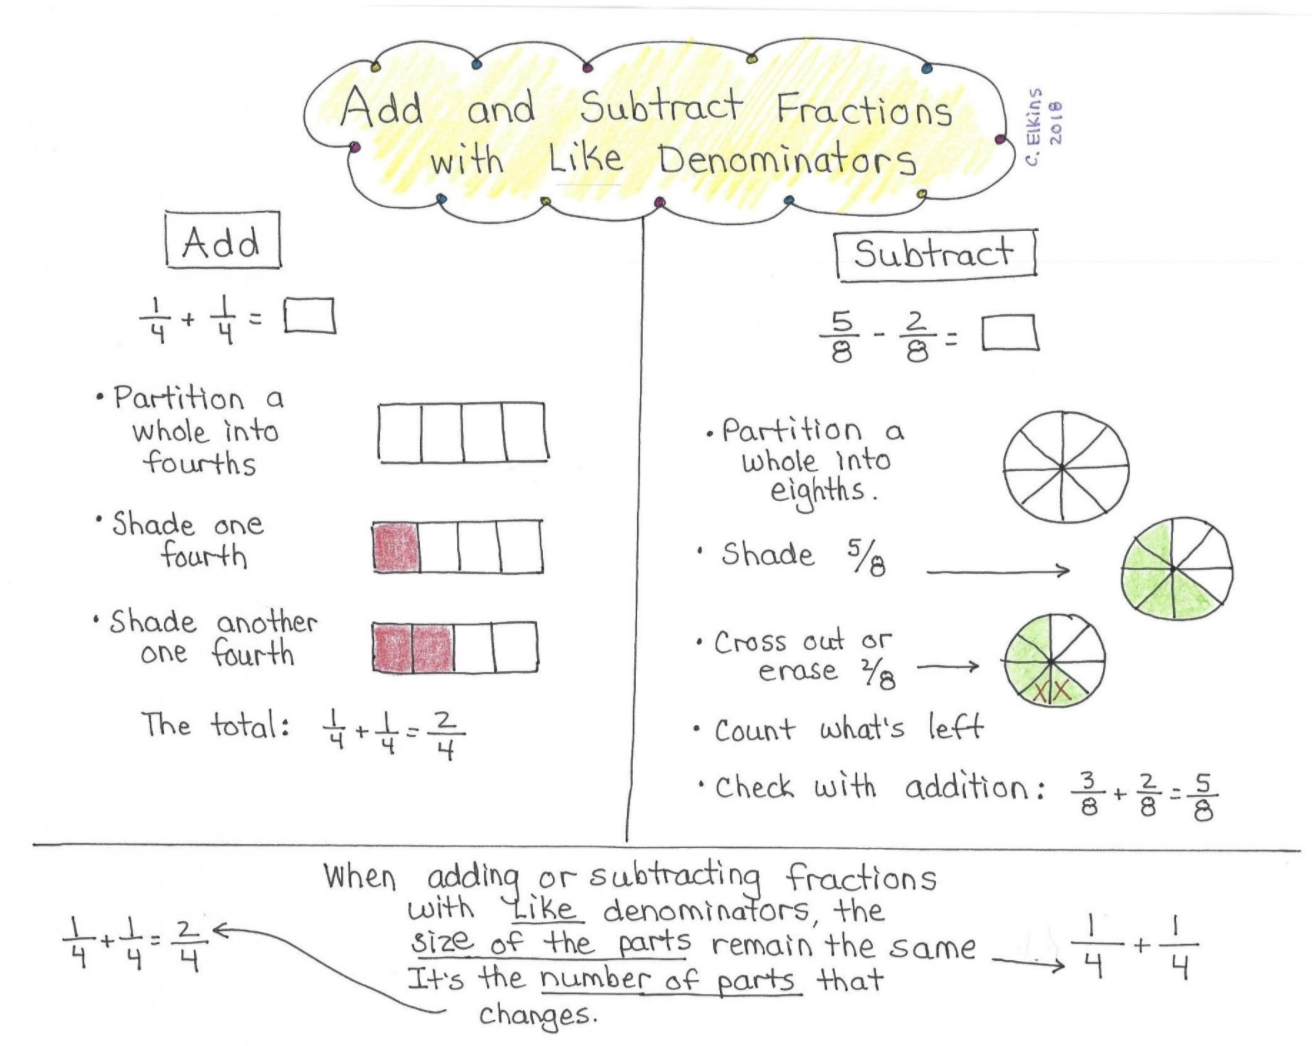 Add and Subtract Fractions
with Like Denominators
C. Elkins
2018
Add
1/4 + 1/4 =
• Partition a
whole into
fourths
• Shade one
fourth
• Shade another
one fourth
The total: 1/4 + 1/4 = 2/4
Subtract
5/8 - 2/8 =
• Partition a
whole into
eighths.
• Shade 5/8
• Cross out or
erase 2/8
X X
• Count what's left
• Check with addition: 3/8 + 2/8 = 5/8
When adding or subtracting fractions
with Like denominators, the
size of the parts remain the same
It's the number of parts that
changes.
1/4 + 1/4 = 2/4
1/4 + 1/4